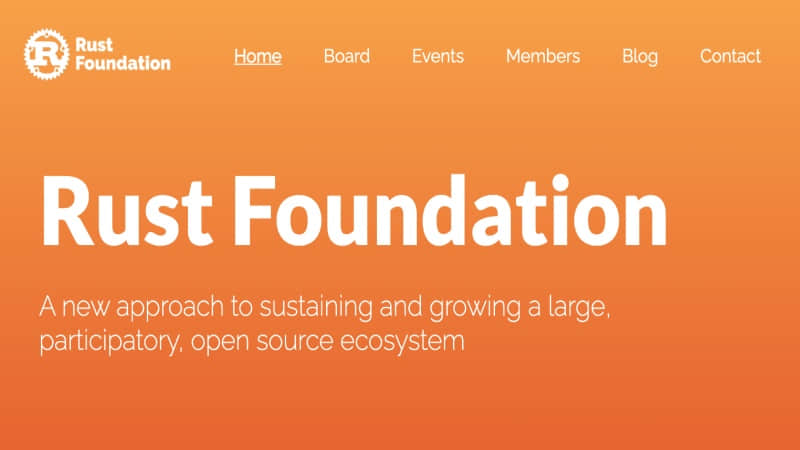 Rust
Foundation
Home Board Events Members Blog Contact
Rust Foundation
A new approach to sustaining and growing a large,
participatory, open source ecosystem